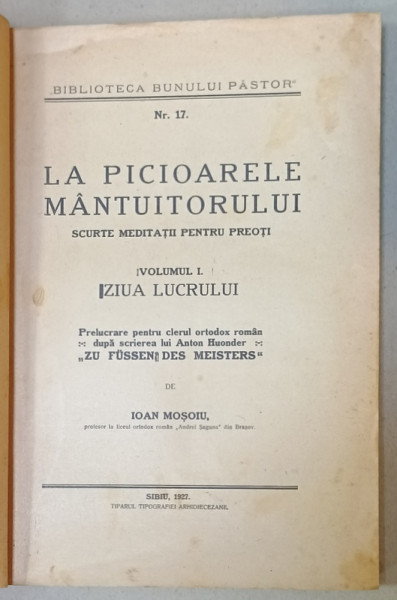 „BIBLIOTECA BUNULUI PĂSTOR"
Nr. 17.
LA PICIOARELE
MÂNTUITORULUI
SCURTE MEDITAȚII PENTRU PREOȚI
VOLUMUL I.
ZIUA LUCRULUI
Prelucrare pentru clerul ortodox român
:-: după scrierea lui Anton Huonder :-:
„ZU FÜSSEN DES MEISTERS"
DE
IOAN MOȘOIU,
profesor la liceul ortodox român „Andrei Șaguna" din Brașov.
SIBIU, 1927.
TIPARUL TIPOGRAFIEI ARHIDIECEZANE.